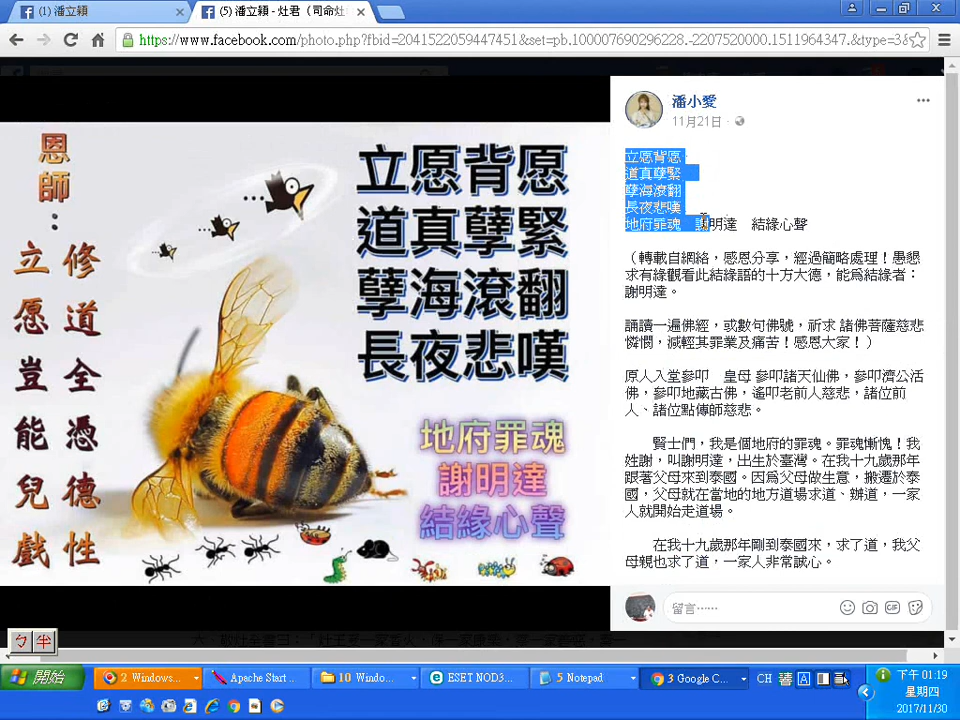 (1) 潘立穎
(5) 潘立穎 - 灶君（司命灶
https://www.facebook.com/photo.php?fbid=2041522059447451&set=pb.100007690296228.-2207520000.1511964347.&type=3&
恩師：
立愿豈能兒戲
修道全憑德性
立愿背愿
道真孽緊
孽海滾翻
長夜悲嘆
地府罪魂
謝明達
結緣心聲
潘小愛
11月21日
立愿背愿
道真孽緊
孽海滾翻
長夜悲嘆
地府罪魂　謝明達　結緣心聲
（轉載自網絡，感恩分享，經過簡略處理！愚懇
求有緣觀看此結緣語的十方大德，能為結緣者：
謝明達。
誦讀一遍佛經，或數句佛號，祈求 諸佛菩薩慈悲
憐憫，減輕其罪業及痛苦！感恩大家！）
原人入堂參叩　皇母 參叩諸天仙佛，參叩濟公活
佛，參叩地藏古佛，遙叩老前人慈悲，諸位前
人、諸位點傳師慈悲。
賢士們，我是個地府的罪魂。罪魂慚愧！我
姓謝，叫謝明達，出生於臺灣。在我十九歲那年
跟著父母來到泰國。因為父母做生意，搬遷於泰
國，父母就在當地的地方道場求道、辦道，一家
人就開始走道場。
在我十九歲那年剛到泰國來，求了道，我父
母親也求了道，一家人非常誠心。
留言……
GIF
ㄅ 半
開始
2 Windows...
Apache Start ...
10 Windo...
ESET NOD3...
5 Notepad
3 Google C...
CH
下午 01:19
星期四
2017/11/30